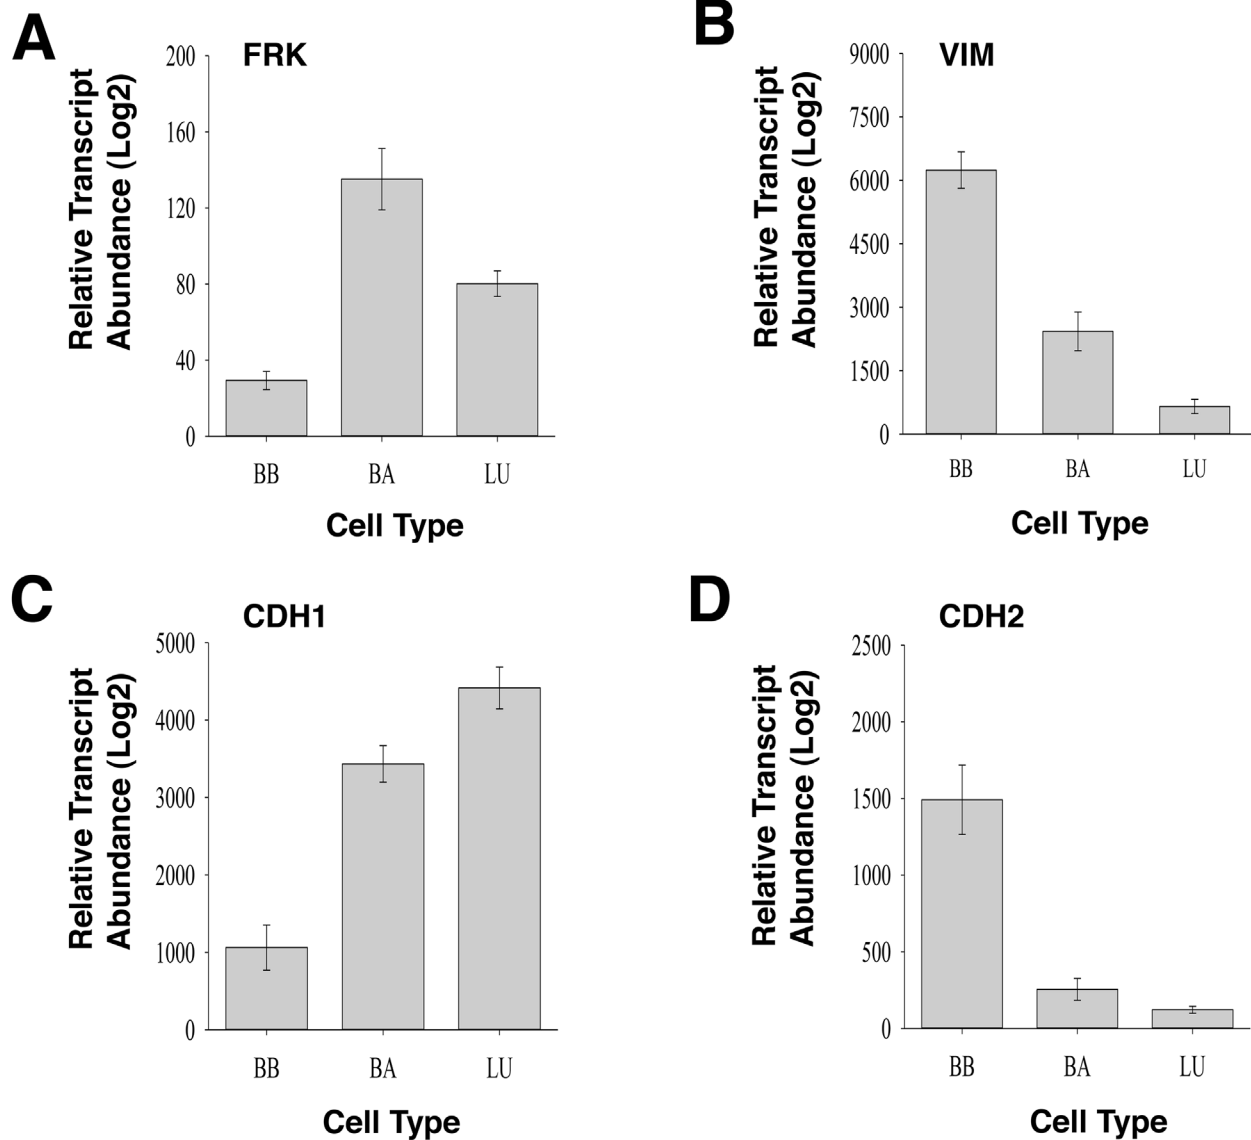 A
FRK
Relative Transcript
Abundance (Log2)
200
160
120
80
40
0
BB BA LU
Cell Type
B
VIM
Relative Transcript
Abundance (Log2)
9000
7500
6000
4500
3000
1500
0
BB BA LU
Cell Type
C
CDH1
Relative Transcript
Abundance (Log2)
5000
4000
3000
2000
1000
0
BB BA LU
Cell Type
D
CDH2
Relative Transcript
Abundance (Log2)
2500
2000
1500
1000
500
0
BB BA LU
Cell Type